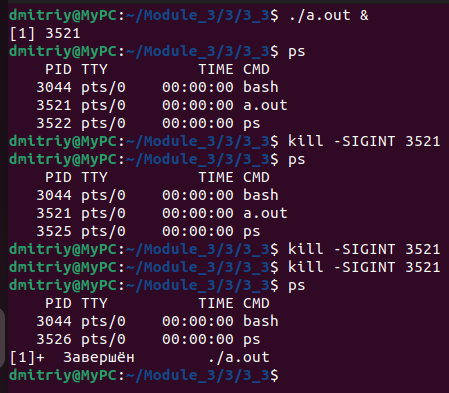 dmitriy@MyPC:~/Module_3/3/3_3$ ./a.out &
[1] 3521
dmitriy@MyPC:~/Module_3/3/3_3$ ps
    PID TTY          TIME CMD
   3044 pts/0    00:00:00 bash
   3521 pts/0    00:00:00 a.out
   3522 pts/0    00:00:00 ps
dmitriy@MyPC:~/Module_3/3/3_3$ kill -SIGINT 3521
dmitriy@MyPC:~/Module_3/3/3_3$ ps
    PID TTY          TIME CMD
   3044 pts/0    00:00:00 bash
   3521 pts/0    00:00:00 a.out
   3525 pts/0    00:00:00 ps
dmitriy@MyPC:~/Module_3/3/3_3$ kill -SIGINT 3521
dmitriy@MyPC:~/Module_3/3/3_3$ kill -SIGINT 3521
dmitriy@MyPC:~/Module_3/3/3_3$ ps
    PID TTY          TIME CMD
   3044 pts/0    00:00:00 bash
   3526 pts/0    00:00:00 ps
[1]+  Завершён        ./a.out
dmitriy@MyPC:~/Module_3/3/3_3$